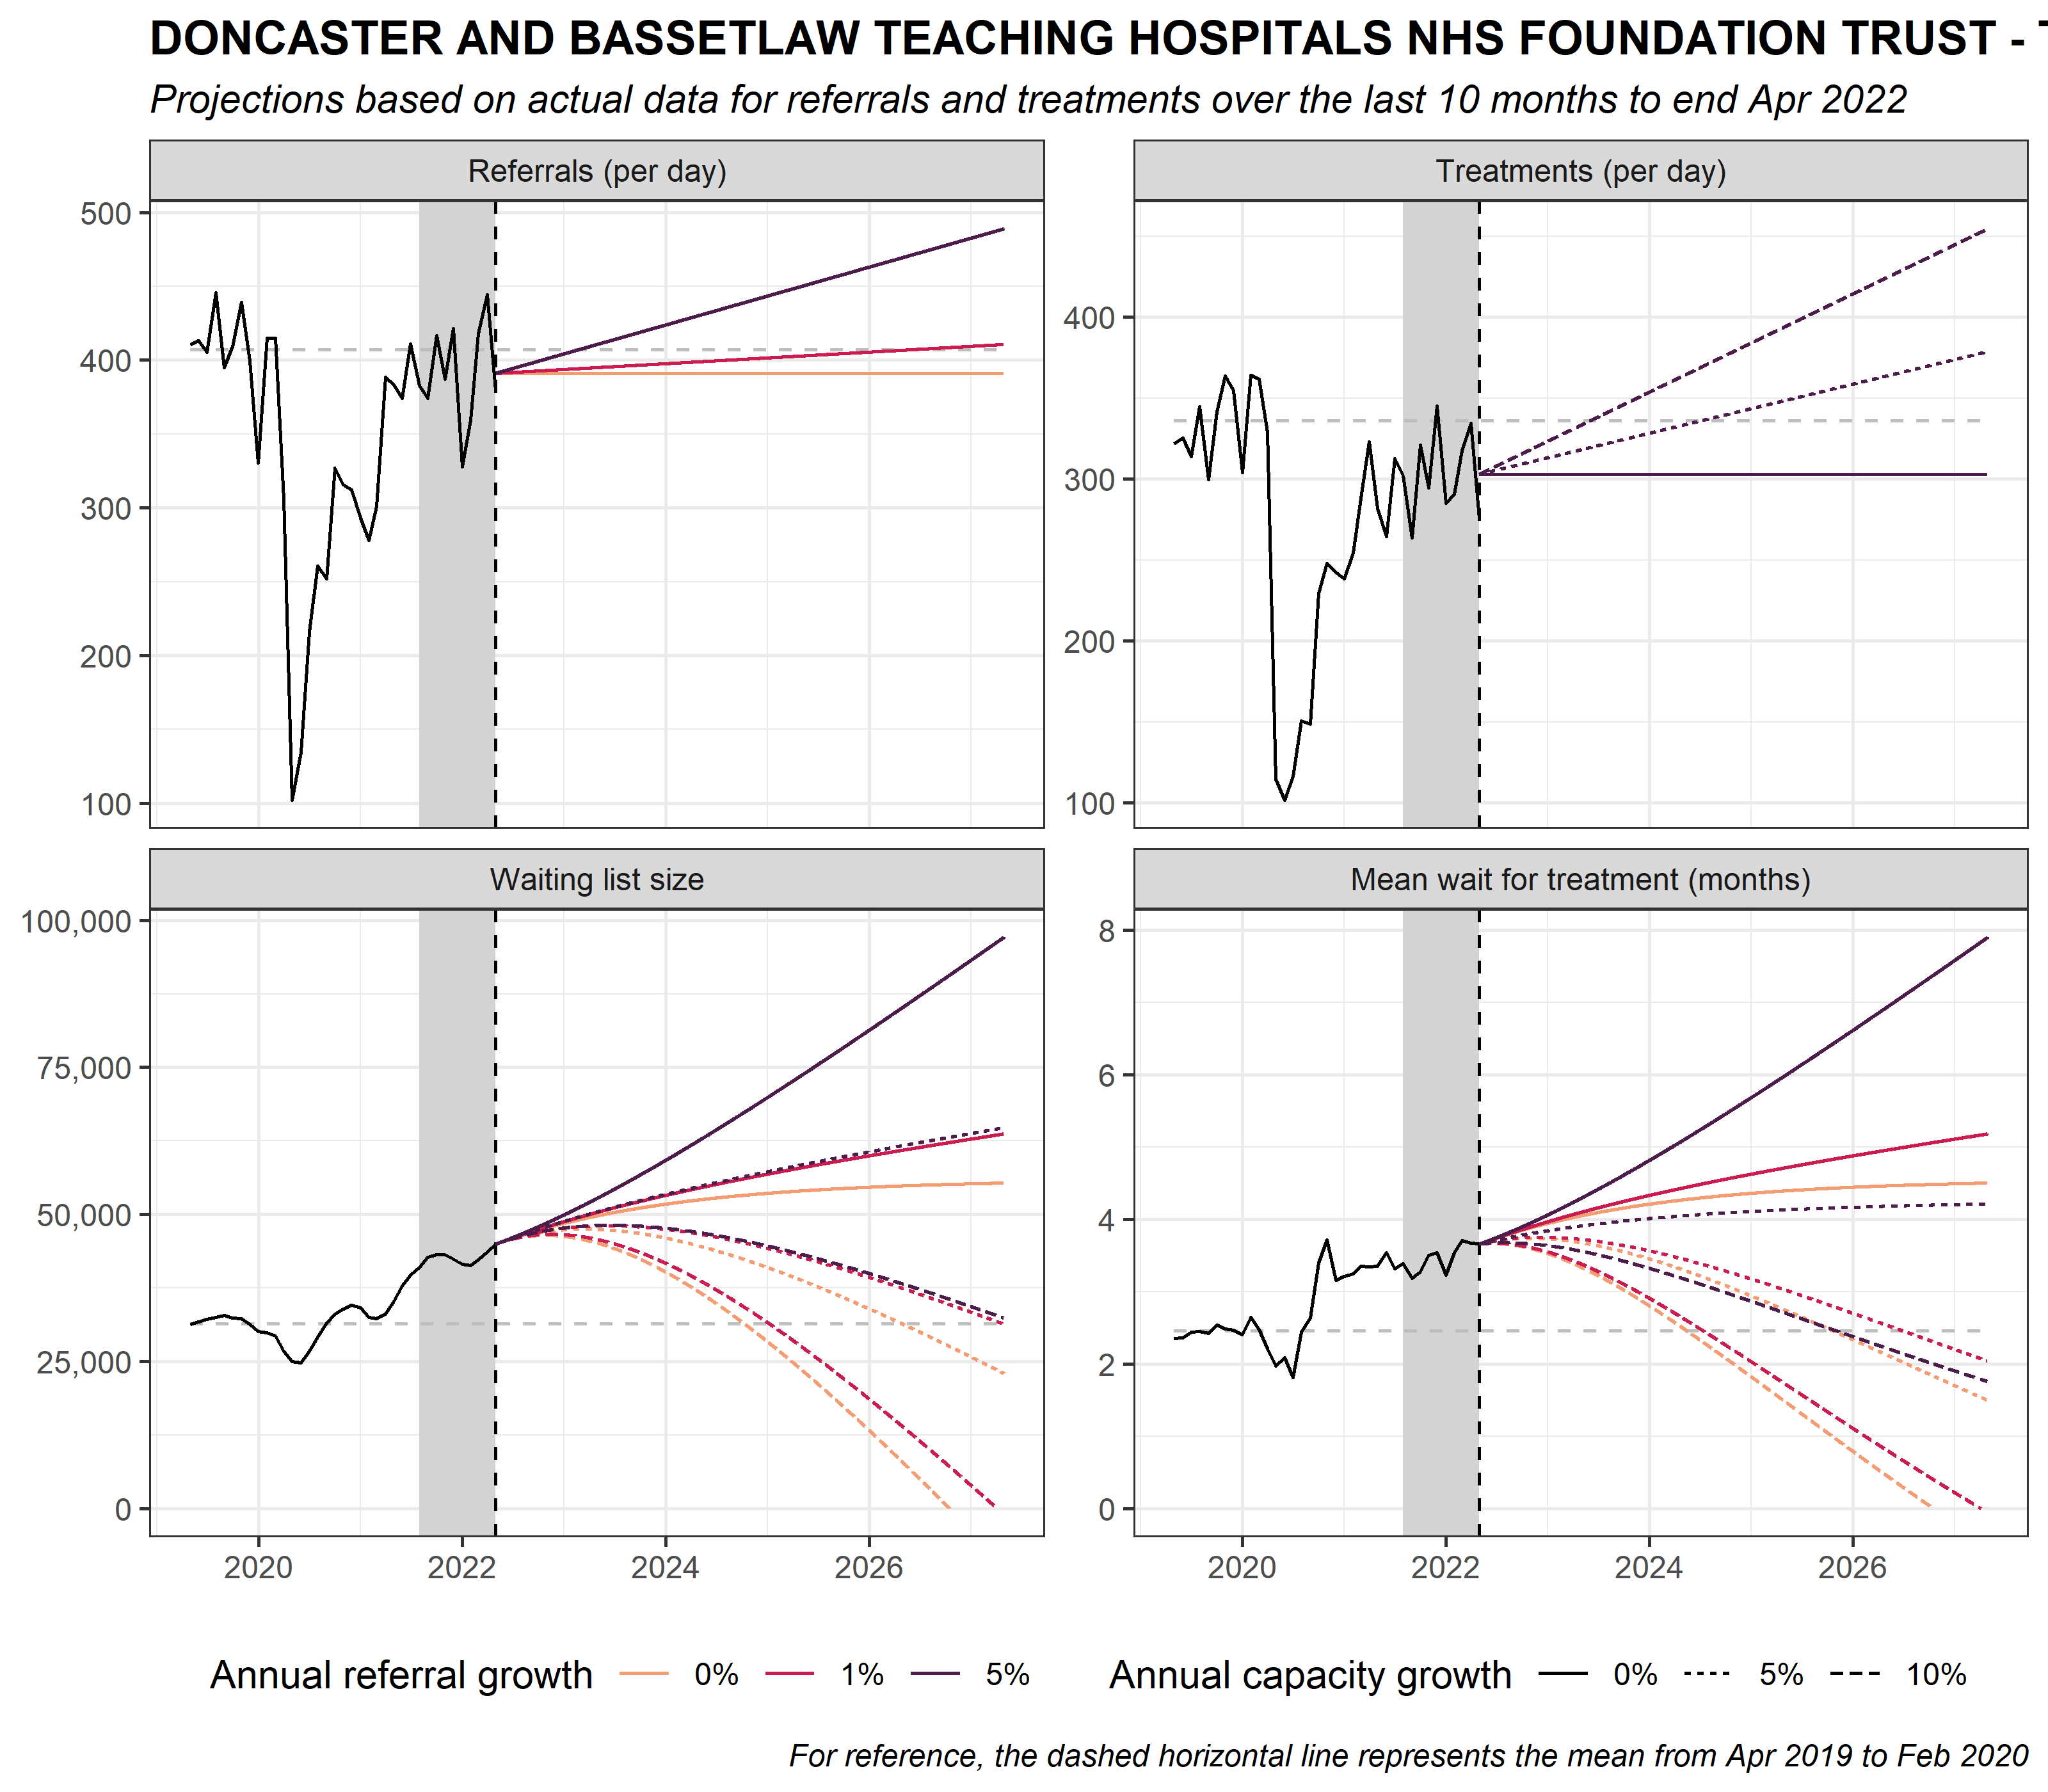 DONCASTER AND BASSETLAW TEACHING HOSPITALS NHS FOUNDATION TRUST - T
Projections based on actual data for referrals and treatments over the last 10 months to end Apr 2022
Referrals (per day)
500
400
300
200
100
Treatments (per day)
400
300
200
100
Waiting list size
100,000
75,000
50,000
25,000
0
2020 2022 2024 2026
Mean wait for treatment (months)
8
6
4
2
0
2020 2022 2024 2026
Annual referral growth 0% 1% 5%
Annual capacity growth 0% 5% 10%
For reference, the dashed horizontal line represents the mean from Apr 2019 to Feb 2020